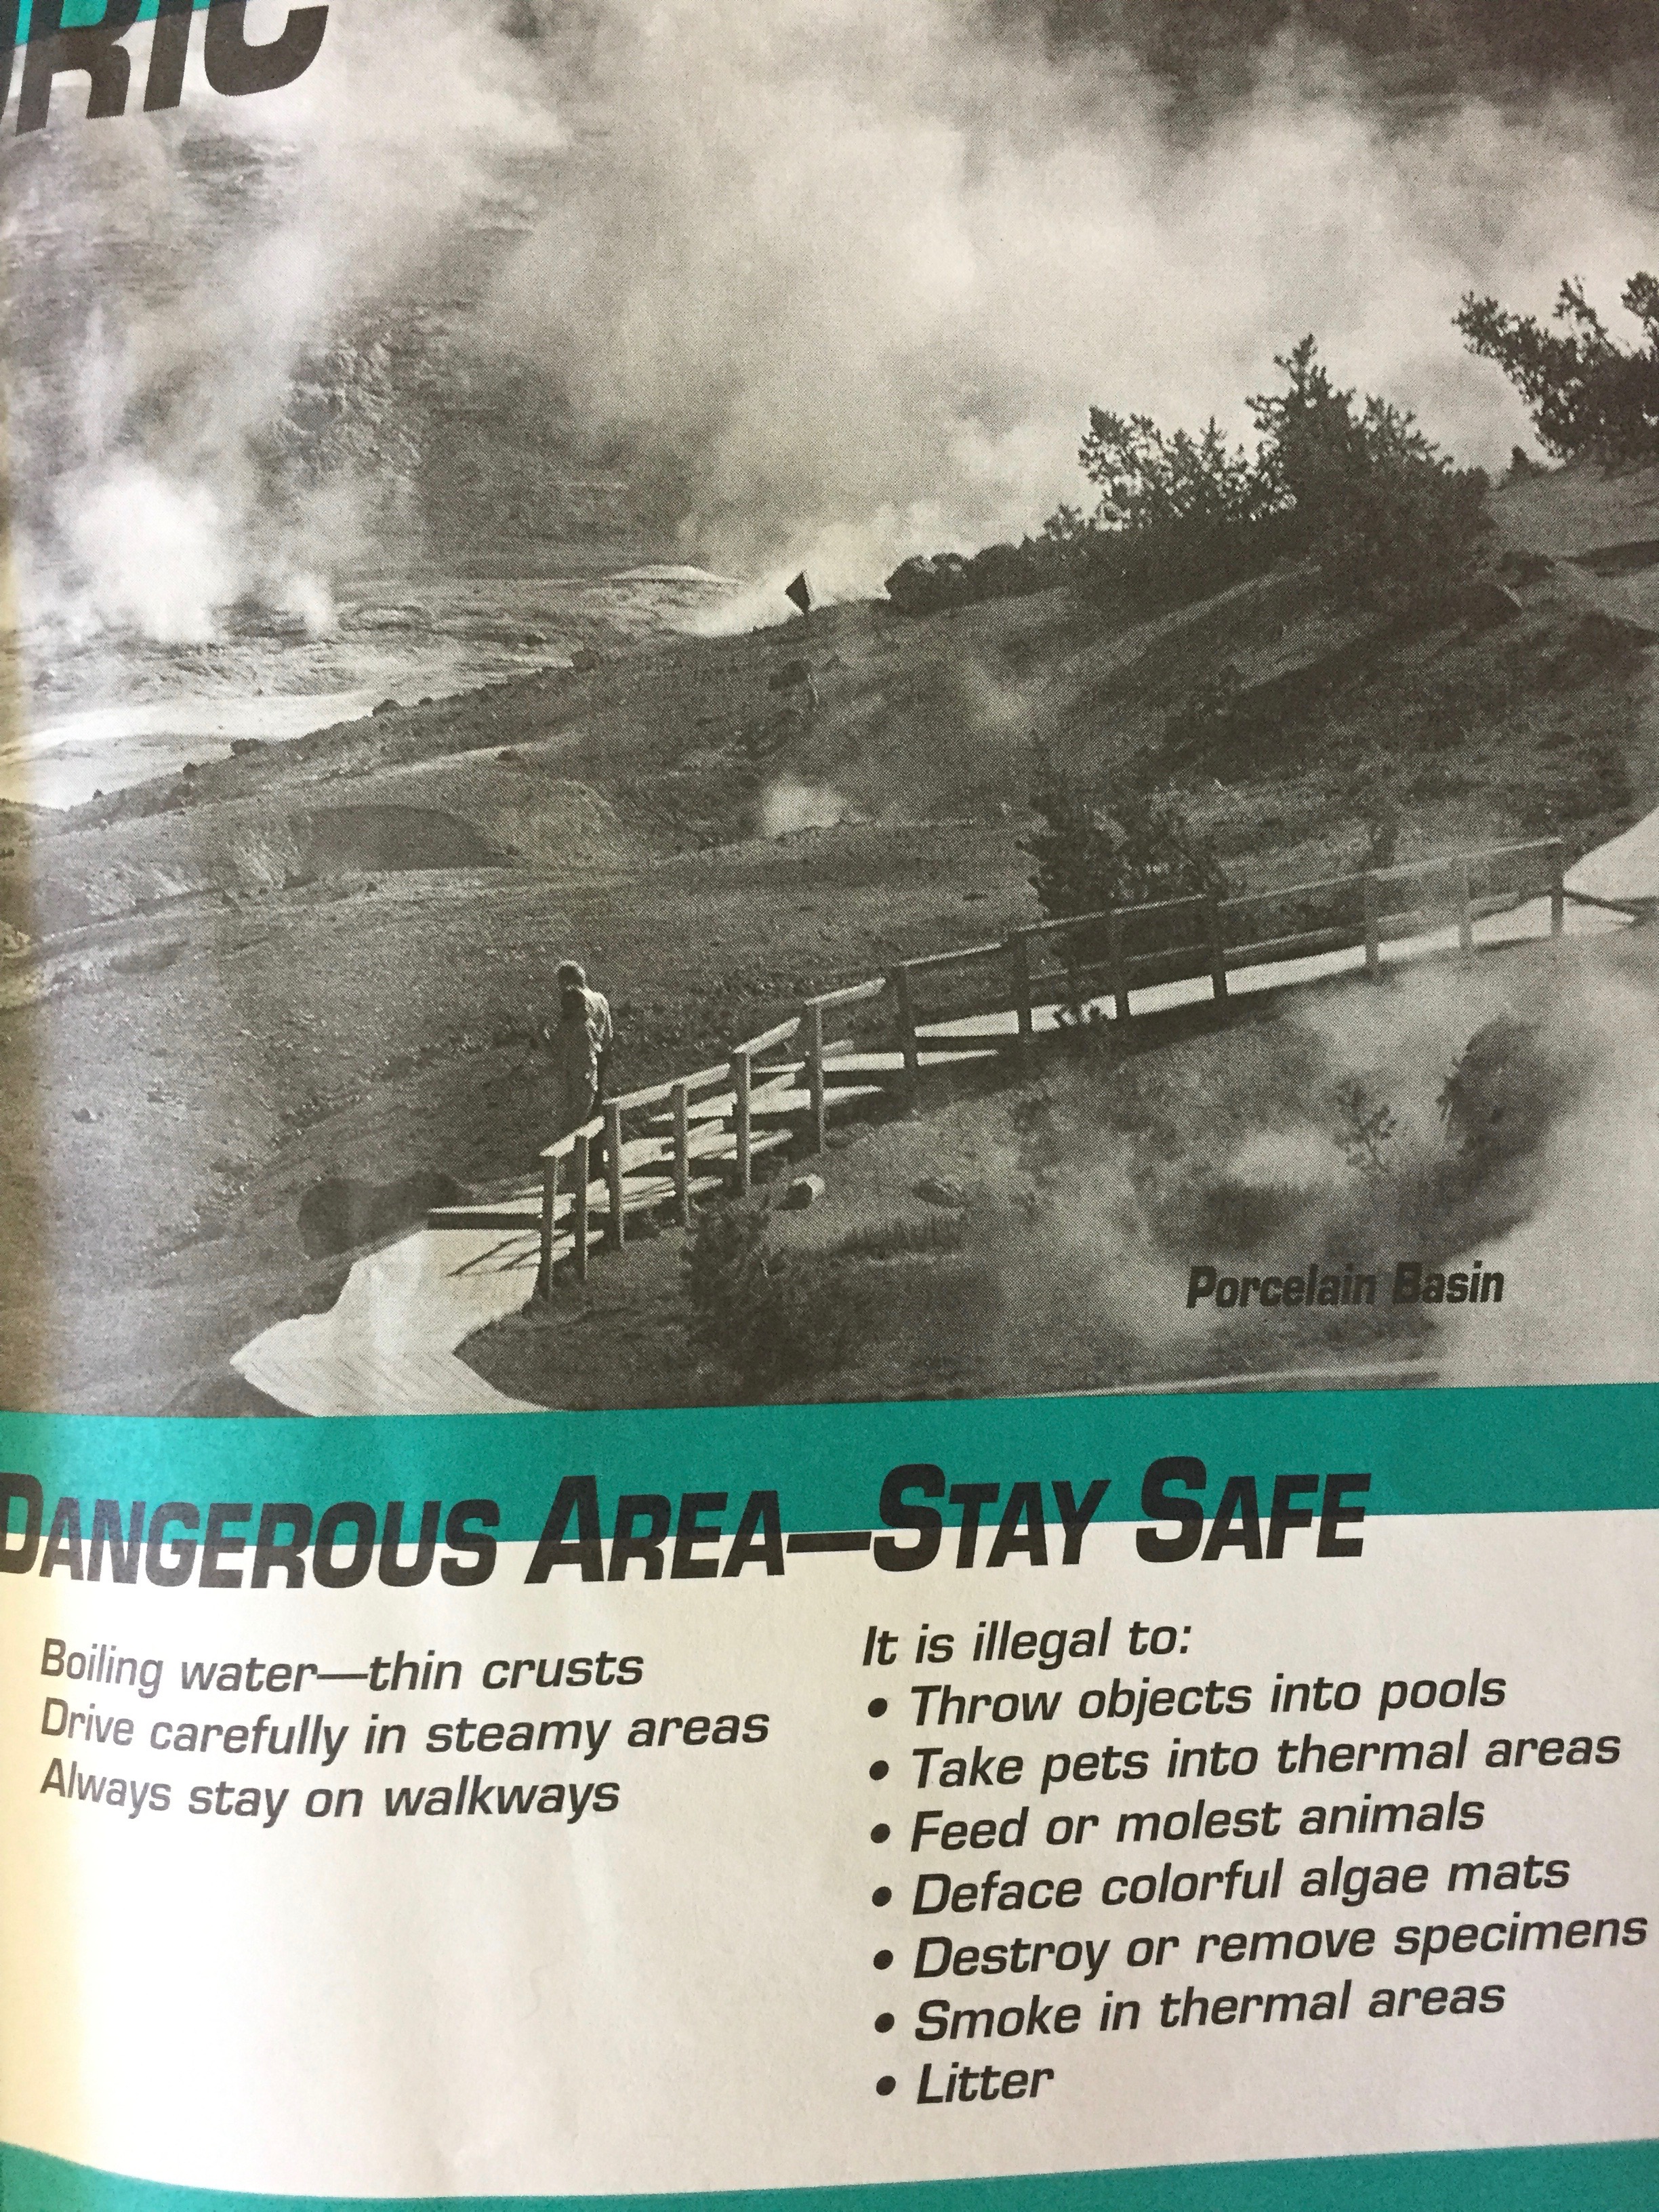 Porcelain Basin
DANGEROUS AREA—STAY SAFE
Boiling water—thin crusts
Drive carefully in steamy areas
Always stay on walkways
It is illegal to:
• Throw objects into pools
• Take pets into thermal areas
• Feed or molest animals
• Deface colorful algae mats
• Destroy or remove specimens
• Smoke in thermal areas
• Litter